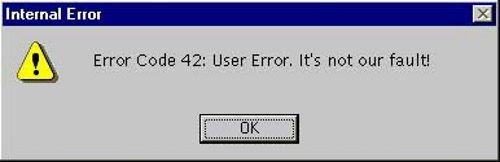 Internal Error
Error Code 42: User Error. It's not our fault!
OK